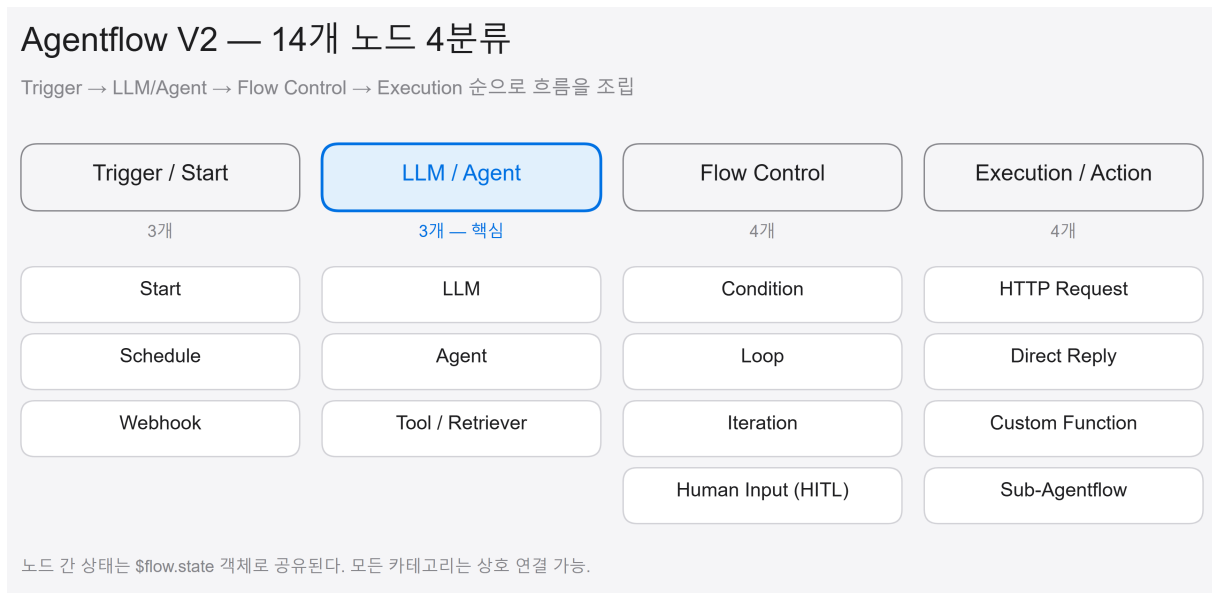 Agentflow V2 — 14개 노드 4분류
Trigger → LLM/Agent → Flow Control → Execution 순으로 흐름을 조립
Trigger / Start
3개
Start
Schedule
Webhook
LLM / Agent
3개 — 핵심
LLM
Agent
Tool / Retriever
Flow Control
4개
Condition
Loop
Iteration
Human Input (HITL)
Execution / Action
4개
HTTP Request
Direct Reply
Custom Function
Sub-Agentflow
노드 간 상태는 $flow.state 객체로 공유된다. 모든 카테고리는 상호 연결 가능.